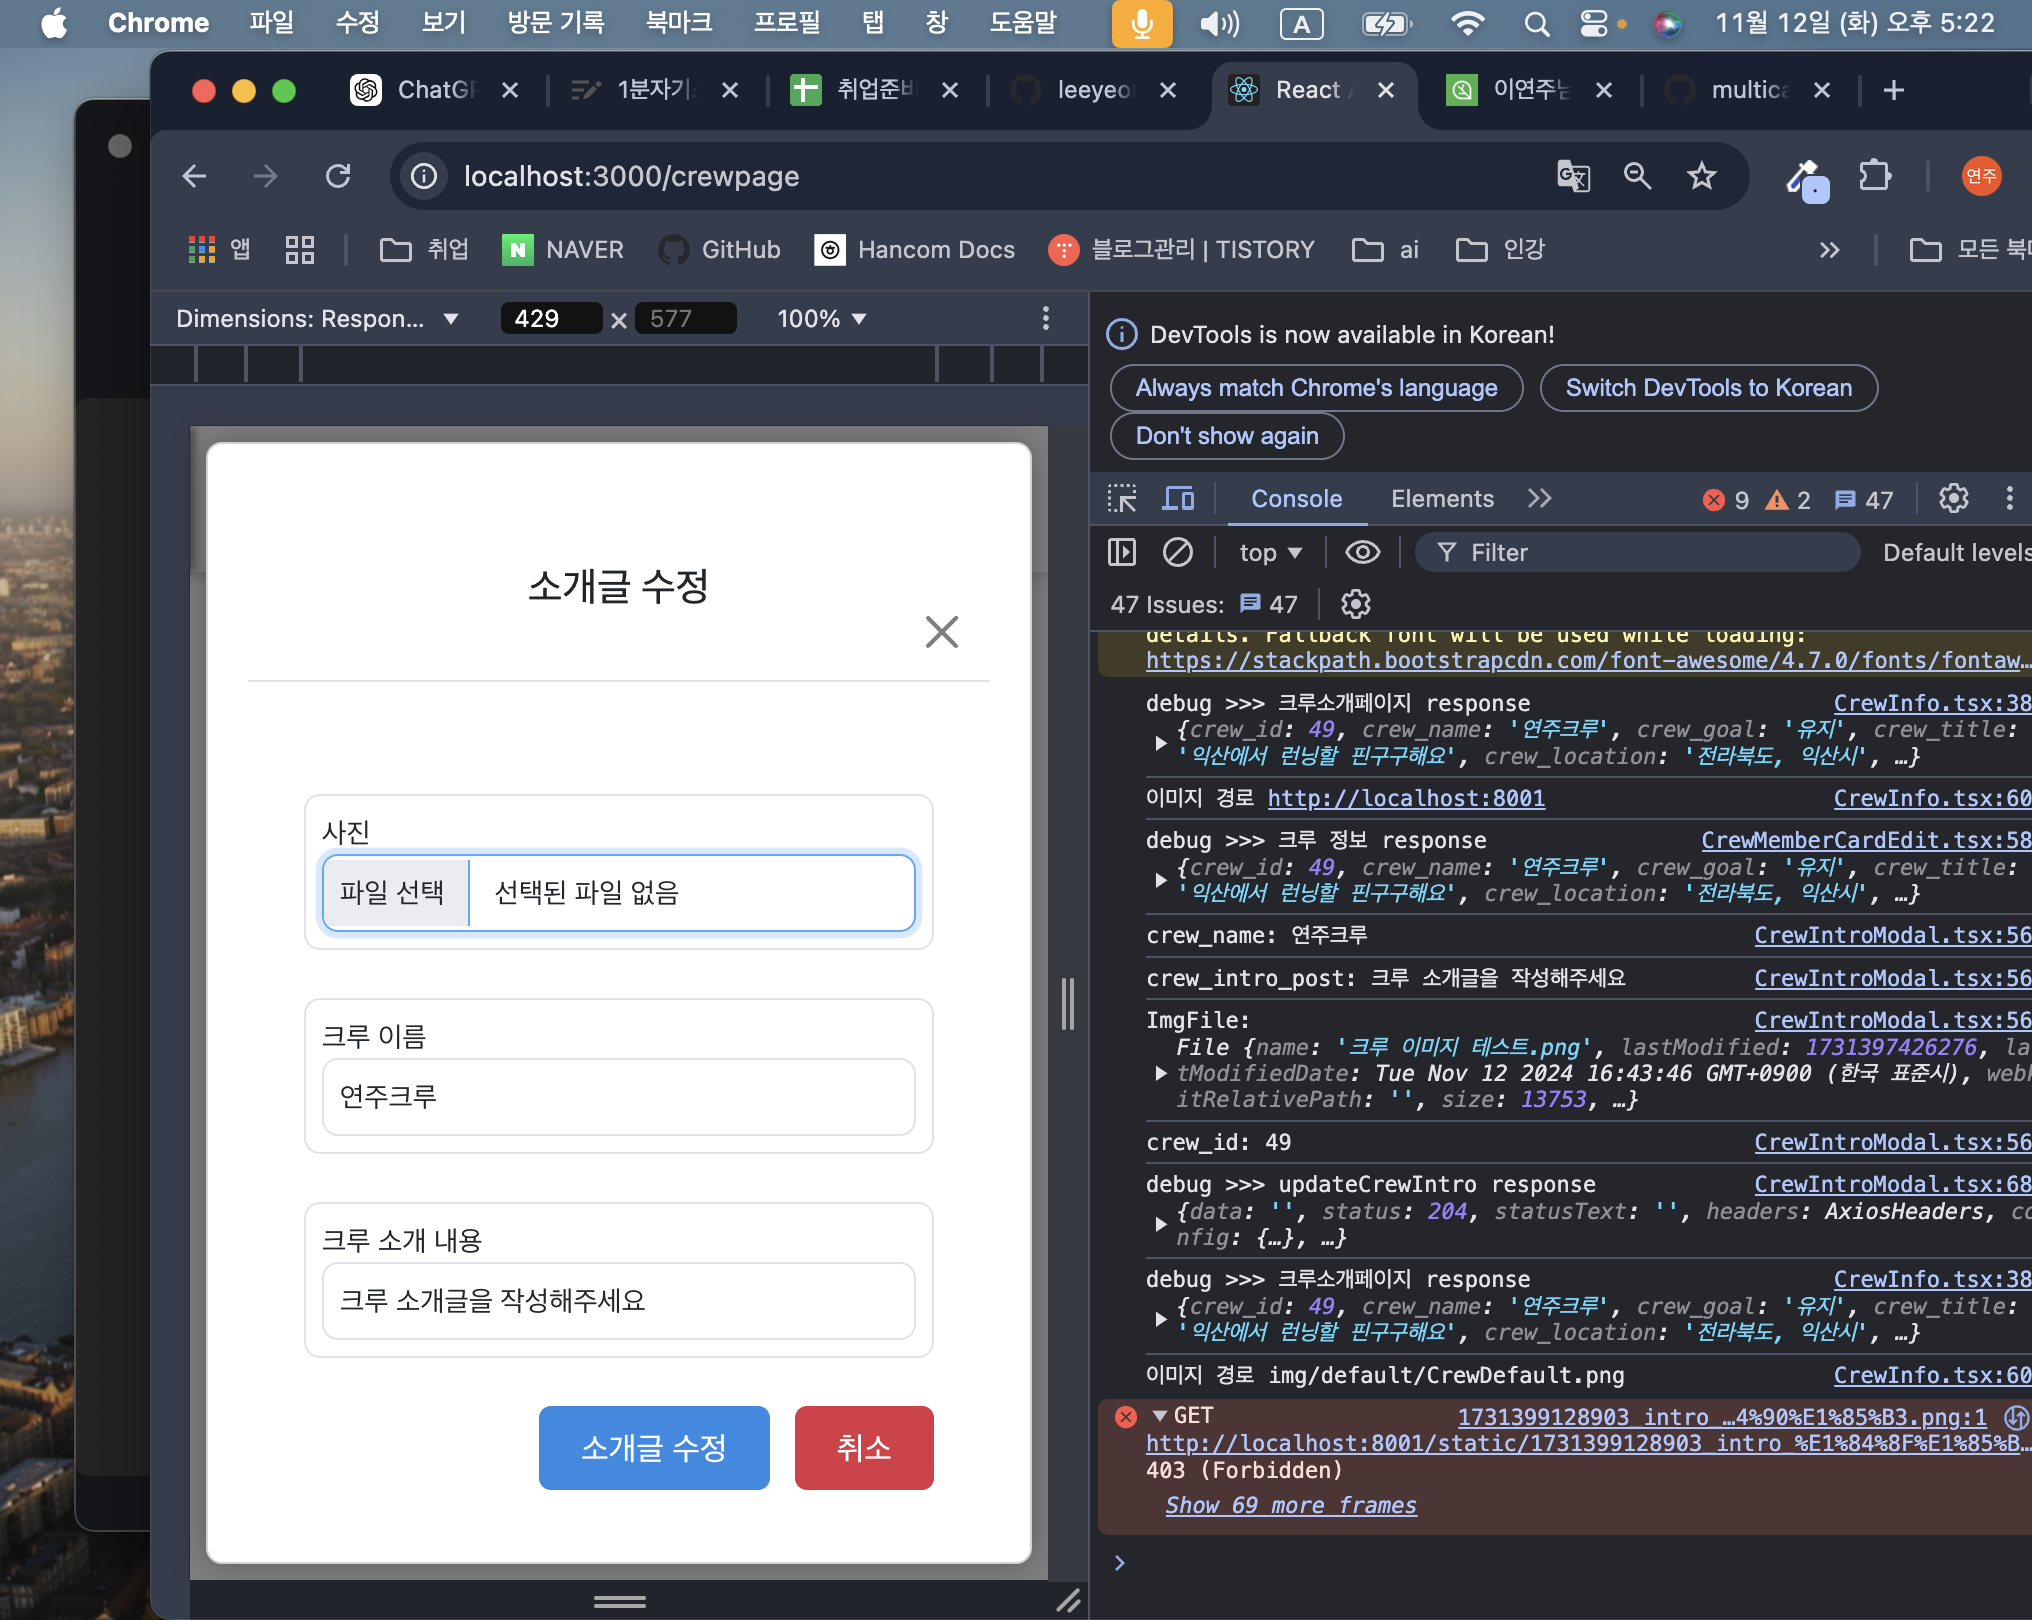 Chrome 파일 수정 보기 방문 기록 북마크 프로필 탭 창 도움말 A 11월 12일 (화) 오후 5:22
ChatGP 1분자기 취업준비 leeyeo React 이연주님 multica
localhost:3000/crewpage 연주
앱 취업 N NAVER GitHub Hancom Docs 블로그관리 | TISTORY ai 인강 모든 북마
Dimensions: Respon... 429 × 577 100%
DevTools is now available in Korean!
Always match Chrome's language Switch DevTools to Korean
Don't show again
Console Elements 9 2 47
top Filter Default levels
47 Issues: 47
details. Fallback font will be used while loading:
https://stackpath.bootstrapcdn.com/font-awesome/4.7.0/fonts/fontaw…
debug >>> 크루소개페이지 response CrewInfo.tsx:38
{crew_id: 49, crew_name: '연주크루', crew_goal: '유지', crew_title:
'익산에서 런닝할 핀구구해요', crew_location: '전라북도, 익산시', …}
이미지 경로 http://localhost:8001 CrewInfo.tsx:60
debug >>> 크루 정보 response CrewMemberCardEdit.tsx:58
{crew_id: 49, crew_name: '연주크루', crew_goal: '유지', crew_title:
'익산에서 런닝할 핀구구해요', crew_location: '전라북도, 익산시', …}
crew_name: 연주크루 CrewIntroModal.tsx:56
crew_intro_post: 크루 소개글을 작성해주세요 CrewIntroModal.tsx:56
ImgFile: CrewIntroModal.tsx:56
File {name: '크루 이미지 테스트.png', lastModified: 1731397426276, la
tModifiedDate: Tue Nov 12 2024 16:43:46 GMT+0900 (한국 표준시), webk
itRelativePath: '', size: 13753, …}
crew_id: 49 CrewIntroModal.tsx:56
debug >>> updateCrewIntro response CrewIntroModal.tsx:68
{data: '', status: 204, statusText: '', headers: AxiosHeaders, co
nfig: {…}, …}
debug >>> 크루소개페이지 response CrewInfo.tsx:38
{crew_id: 49, crew_name: '연주크루', crew_goal: '유지', crew_title:
'익산에서 런닝할 핀구구해요', crew_location: '전라북도, 익산시', …}
이미지 경로 img/default/CrewDefault.png CrewInfo.tsx:60
GET 1731399128903_intro_…4%90%E1%85%B3.png:1
http://localhost:8001/static/1731399128903_intro_%E1%84%8F%E1%85%B…
403 (Forbidden)
Show 69 more frames
소개글 수정
사진
파일 선택 선택된 파일 없음
크루 이름
연주크루
크루 소개 내용
크루 소개글을 작성해주세요
소개글 수정 취소